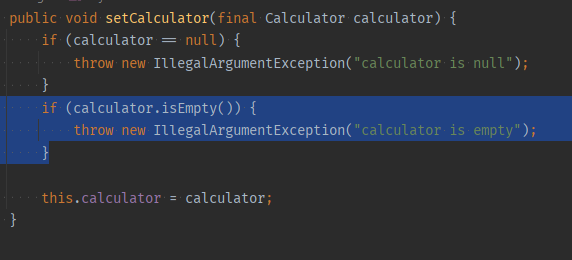 public void setCalculator(final Calculator calculator) {
    if (calculator == null) {
        throw new IllegalArgumentException("calculator is null");
    }
    if (calculator.isEmpty()) {
        throw new IllegalArgumentException("calculator is empty");
    }

    this.calculator = calculator;
}